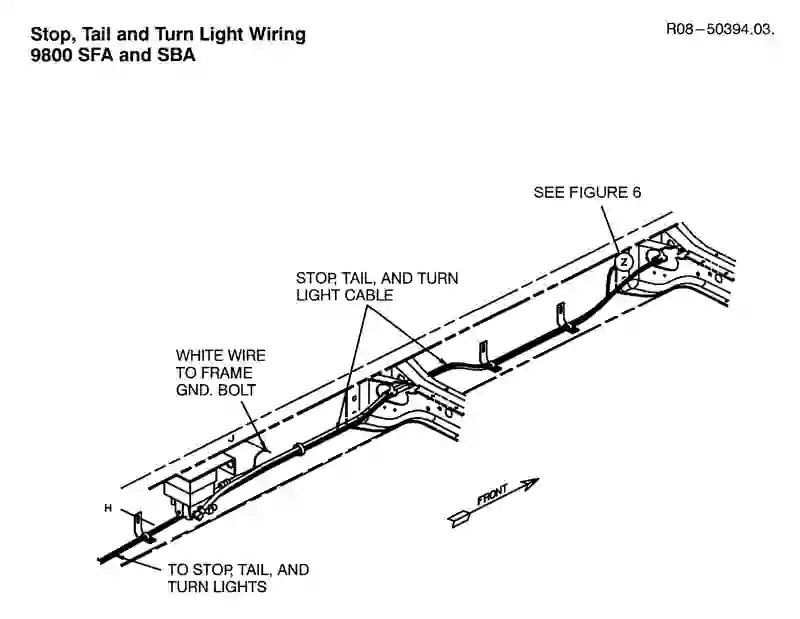 Stop, Tail and Turn Light Wiring
9800 SFA and SBA
R08-50394.03.
SEE FIGURE 6
Z
STOP, TAIL, AND TURN
LIGHT CABLE
WHITE WIRE
TO FRAME
GND. BOLT
J
H
FRONT
TO STOP, TAIL, AND
TURN LIGHTS